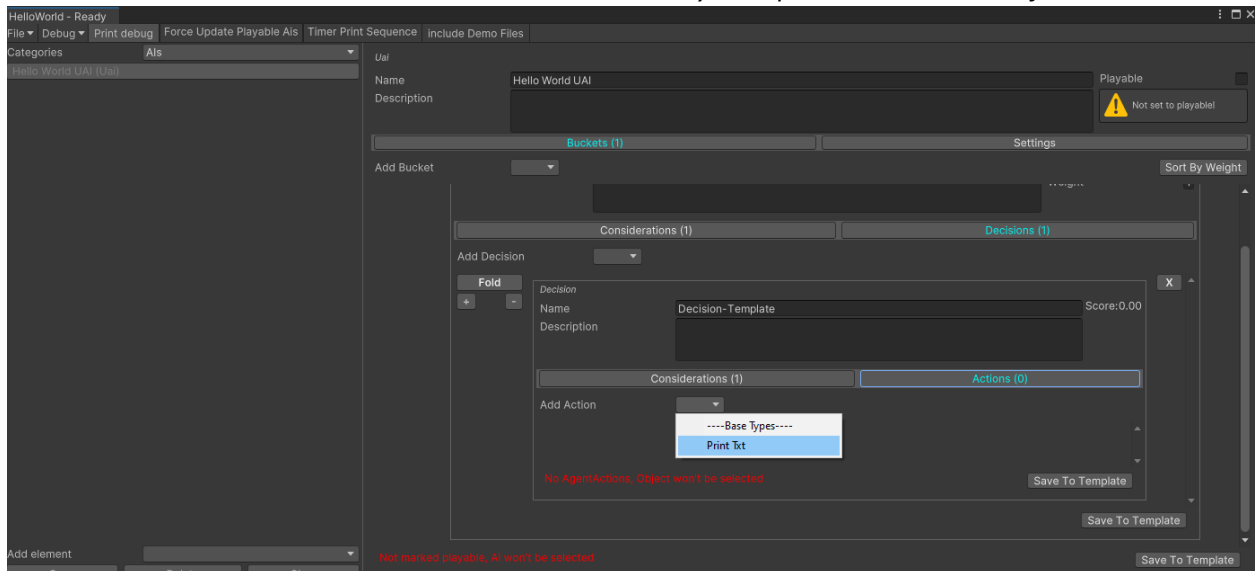 HelloWorld - Ready
File Debug Print debug Force Update Playable Ais Timer Print Sequence include Demo Files
Categories AIs
Hello World UAI (Uai)
Uai
Name Hello World UAI Playable
Description Not set to playable!
Buckets (1) Settings
Add Bucket Sort By Weight
Considerations (1) Decisions (1)
Add Decision
Fold X
+ -
Decision
Name Decision-Template Score:0.00
Description
Considerations (1) Actions (0)
Add Action
----Base Types----
Print Txt
No AgentActions, Object won't be selected
Save To Template
Save To Template
Add element
Not marked playable, Ai won't be selected
Save To Template